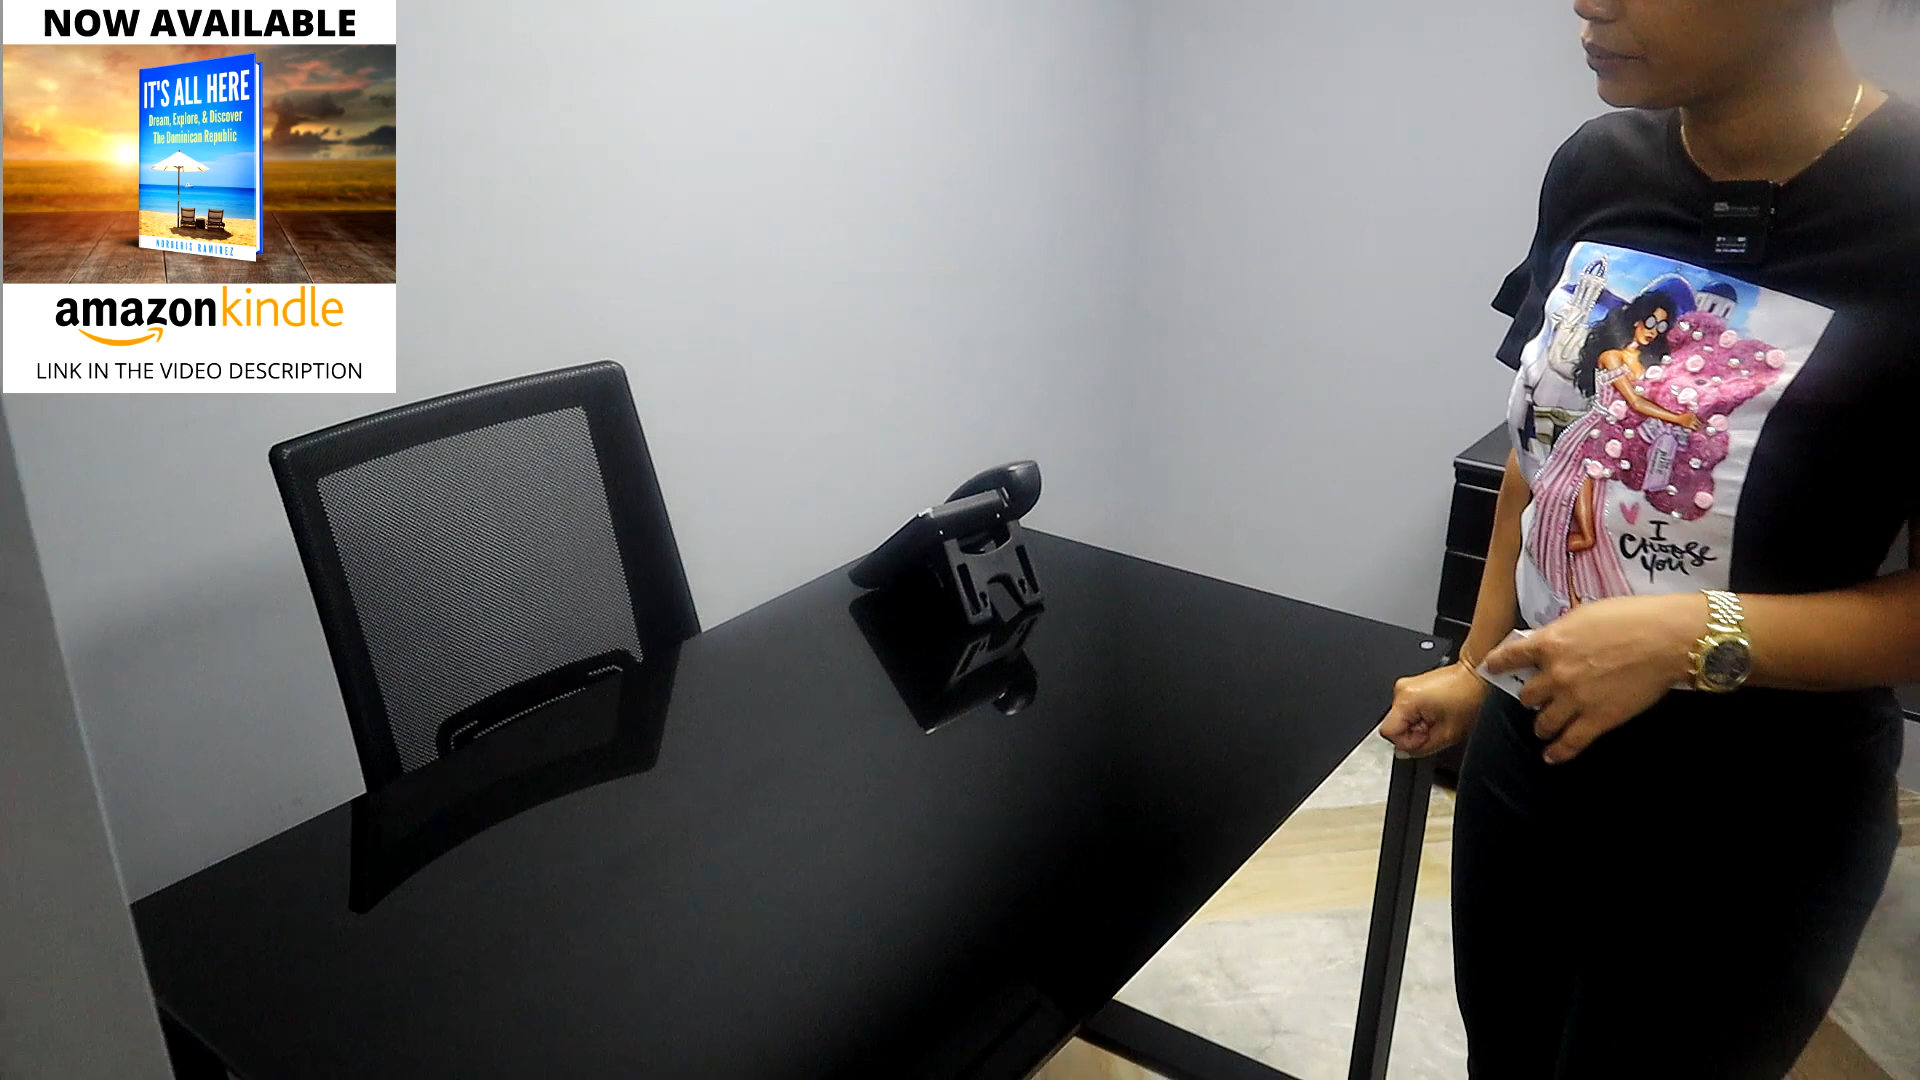 NOW AVAILABLE
IT'S ALL HERE
Dream, Explore, & Discover
The Dominican Republic
NORBERIS RAMIREZ
amazonkindle
LINK IN THE VIDEO DESCRIPTION
I
Choose
You